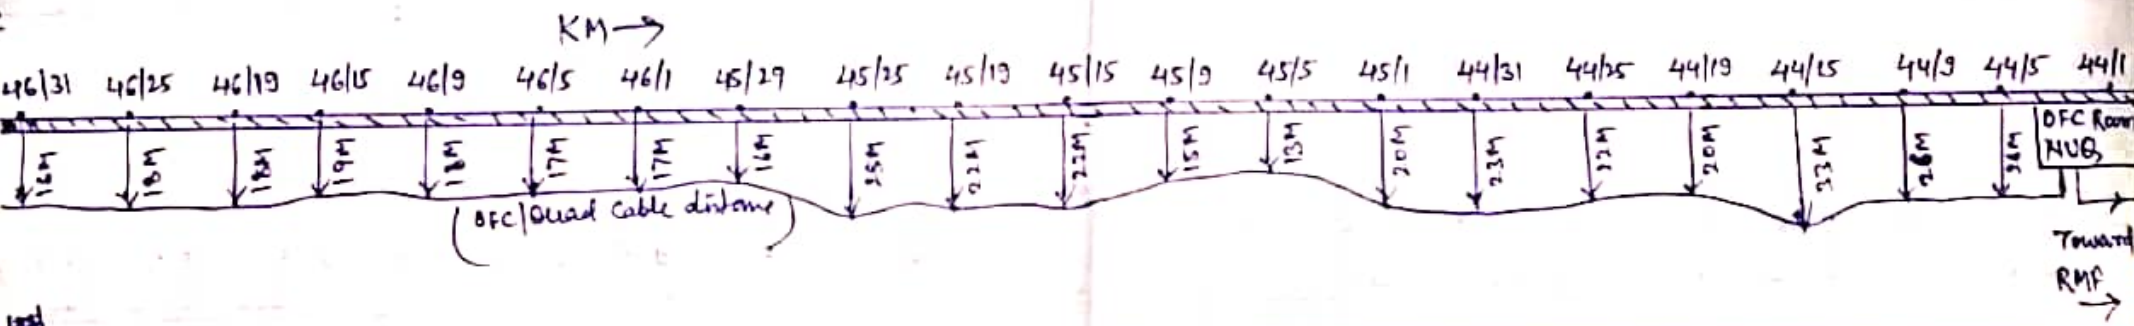 KM →
46/31 46/25 46/19 46/15 46/9 46/5 46/1 45/29 45/25 45/19 45/15 45/9 45/5 45/1 44/31 44/25 44/19 44/15 44/9 44/5 44/1
18M 18M 19M 18M 17M 17M 16M 25M 22M 22M. 15M 13M 20M 23M 22M 20M 33M 26M
OFC Room
NUQ
(OFC/Quad Cable distance)
Toward
RMF
→